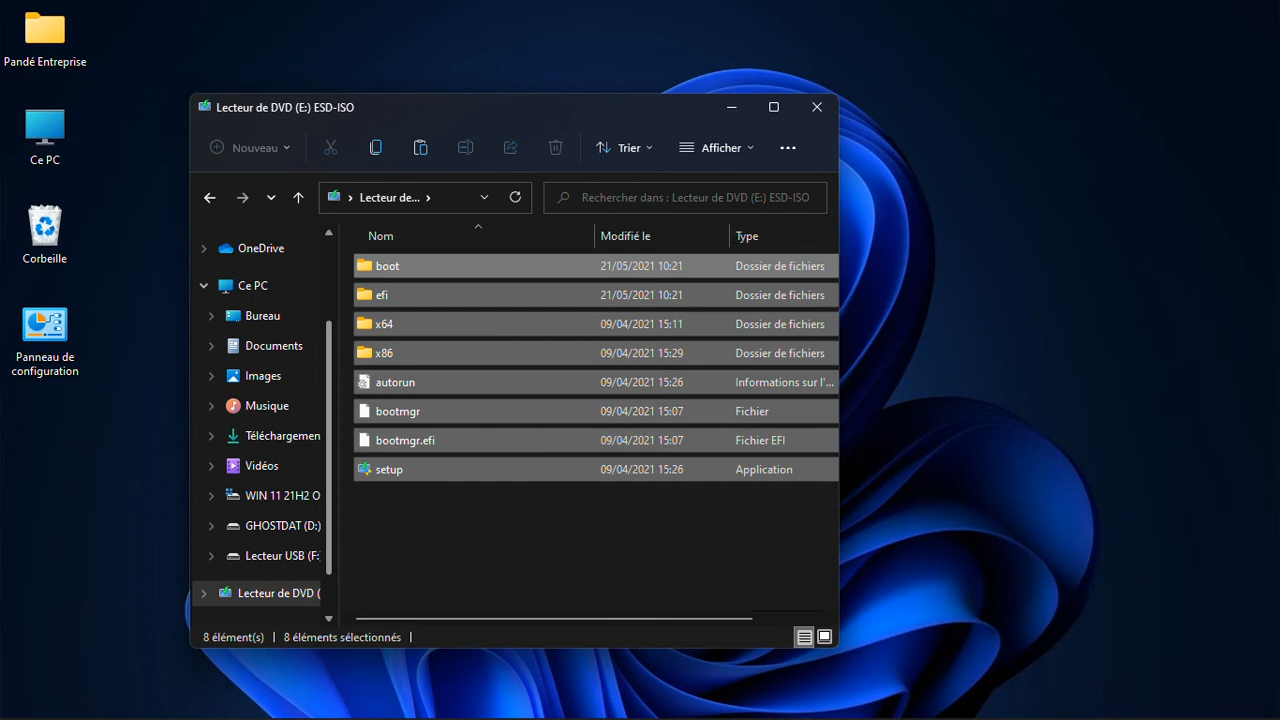 Pandé Entreprise
Ce PC
Corbeille
Panneau de
configuration
Lecteur de DVD (E:) ESD-ISO
Nouveau
Trier
Afficher
Lecteur de...
Rechercher dans : Lecteur de DVD (E:) ESD-ISO
OneDrive
Ce PC
Bureau
Documents
Images
Musique
Téléchargemen
Vidéos
WIN 11 21H2 O
GHOSTDAT (D:)
Lecteur USB (F:
Lecteur de DVD (
Nom Modifié le Type
boot 21/05/2021 10:21 Dossier de fichiers
efi 21/05/2021 10:21 Dossier de fichiers
x64 09/04/2021 15:11 Dossier de fichiers
x86 09/04/2021 15:29 Dossier de fichiers
autorun 09/04/2021 15:26 Informations sur l'...
bootmgr 09/04/2021 15:07 Fichier
bootmgr.efi 09/04/2021 15:07 Fichier EFI
setup 09/04/2021 15:26 Application
8 élément(s) 8 éléments sélectionnés